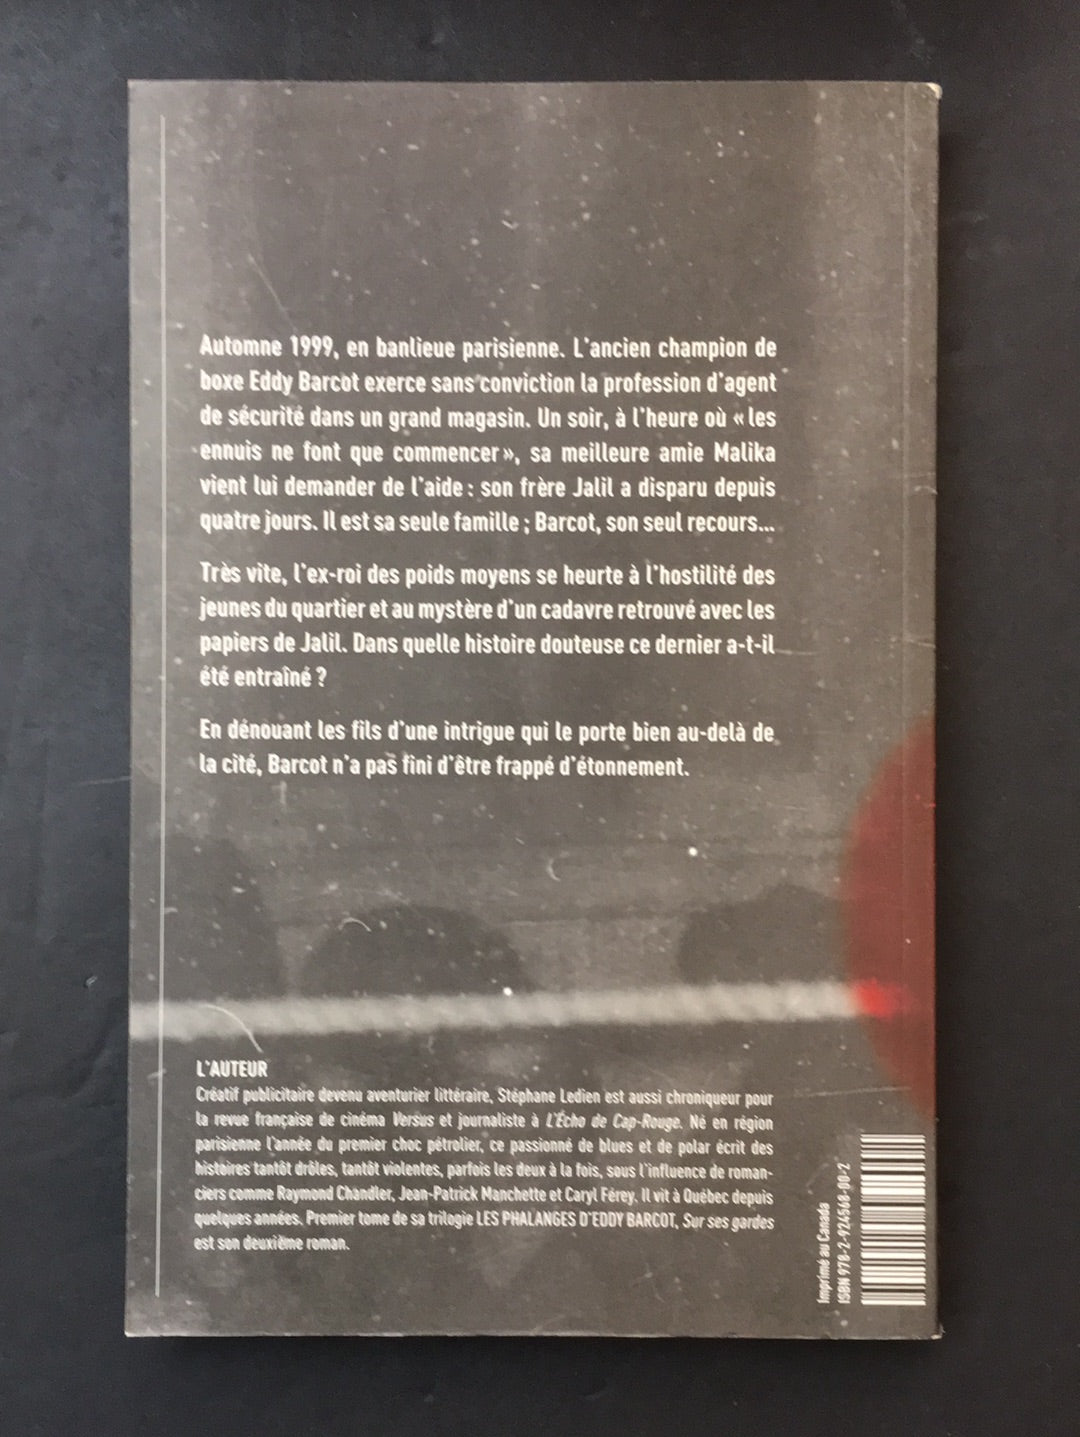 Automne 1999, en banlieue parisienne. L'ancien champion de
boxe Eddy Barcot exerce sans conviction la profession d'agent
de sécurité dans un grand magasin. Un soir, à l'heure où « les
ennuis ne font que commencer », sa meilleure amie Malika
vient lui demander de l'aide : son frère Jalil a disparu depuis
quatre jours. Il est sa seule famille ; Barcot, son seul recours...
Très vite, l'ex-roi des poids moyens se heurte à l'hostilité des
jeunes du quartier et au mystère d'un cadavre retrouvé avec les
papiers de Jalil. Dans quelle histoire douteuse ce dernier a-t-il
été entraîné ?
En dénouant les fils d'une intrigue qui le porte bien au-delà de
la cité, Barcot n'a pas fini d'être frappé d'étonnement.
L'AUTEUR
Créatif publicitaire devenu aventurier littéraire, Stéphane Ledien est aussi chroniqueur pour
la revue française de cinéma Versus et journaliste à L'Écho de Cap-Rouge. Né en région
parisienne l'année du premier choc pétrolier, ce passionné de blues et de polar écrit des
histoires tantôt drôles, tantôt violentes, parfois les deux à la fois, sous l'influence de roman-
ciers comme Raymond Chandler, Jean-Patrick Manchette et Caryl Férey. Il vit à Québec depuis
quelques années. Premier tome de sa trilogie LES PHALANGES D'EDDY BARCOT, Sur ses gardes
est son deuxième roman.
Imprimé au Canada
ISBN 978-2-924568-00-2